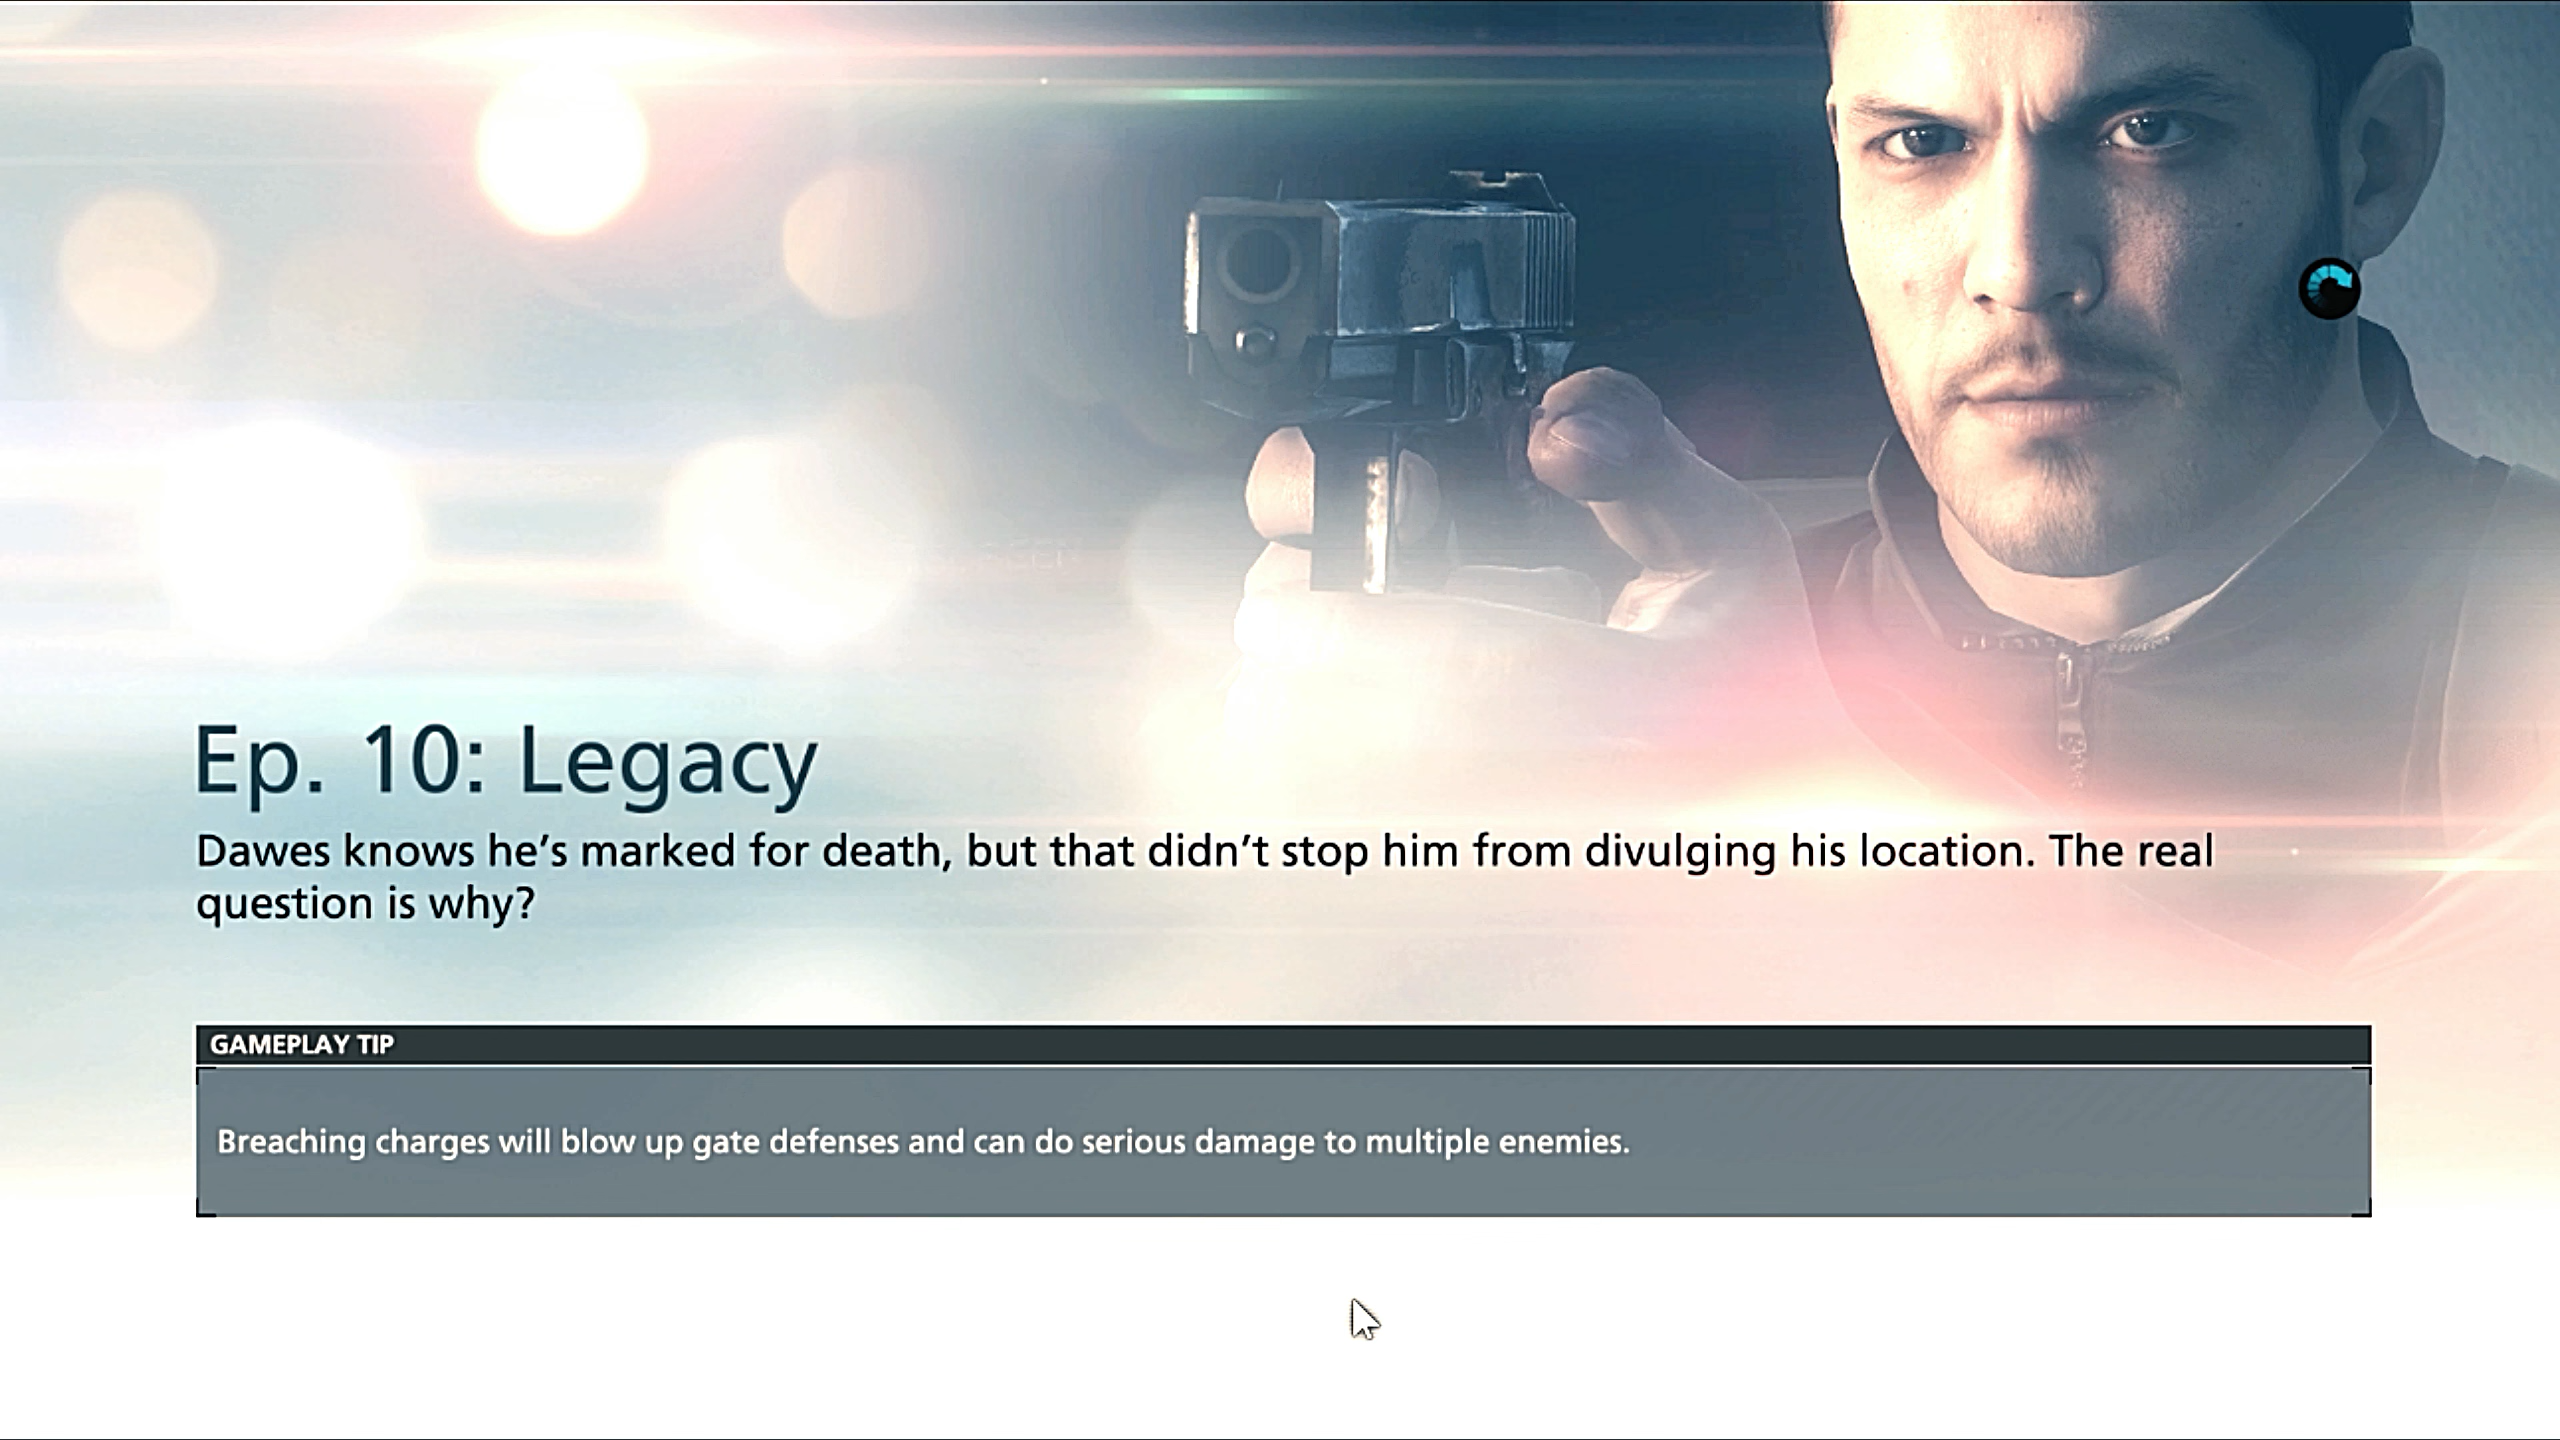 Ep. 10: Legacy
Dawes knows he’s marked for death, but that didn’t stop him from divulging his location. The real
question is why?
GAMEPLAY TIP
Breaching charges will blow up gate defenses and can do serious damage to multiple enemies.